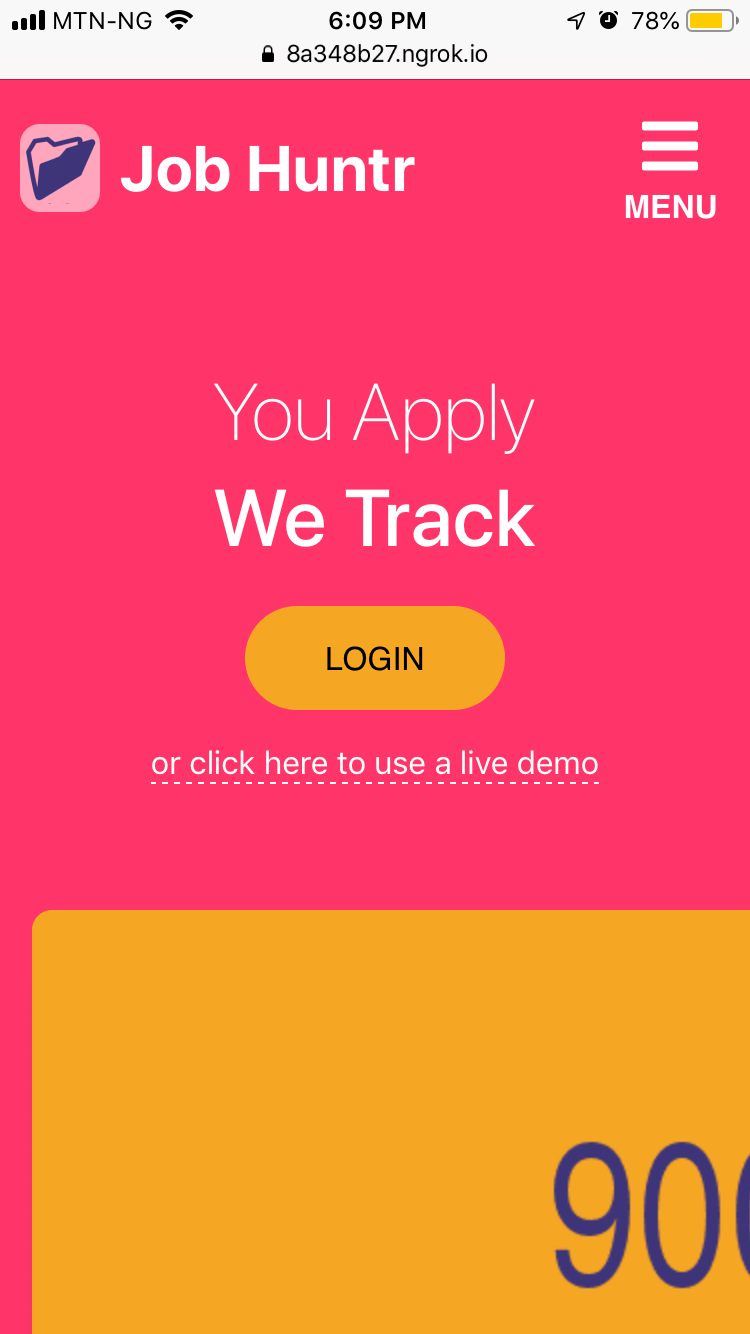 MTN-NG 6:09 PM 78%
8a348b27.ngrok.io
Job Huntr
MENU
You Apply
We Track
LOGIN
or click here to use a live demo
90